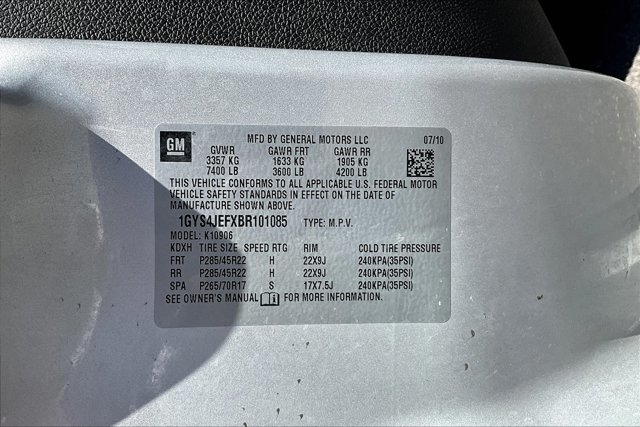 GM MFD BY GENERAL MOTORS LLC 07/10
GVWR GAWR FRT GAWR RR
3357 KG 1633 KG 1905 KG
7400 LB 3600 LB 4200 LB
THIS VEHICLE CONFORMS TO ALL APPLICABLE U.S. FEDERAL MOTOR
VEHICLE SAFETY STANDARDS IN EFFECT ON THE DATE OF
MANUFACTURE SHOWN ABOVE.
1GYS4JEFXBR101085 TYPE: M.P.V.
MODEL: K10906
KDXH TIRE SIZE SPEED RTG RIM COLD TIRE PRESSURE
FRT P285/45R22 H 22X9J 240KPA(35PSI)
RR P285/45R22 H 22X9J 240KPA(35PSI)
SPA P265/70R17 S 17X7.5J 240KPA(35PSI)
SEE OWNER'S MANUAL FOR MORE INFORMATION.